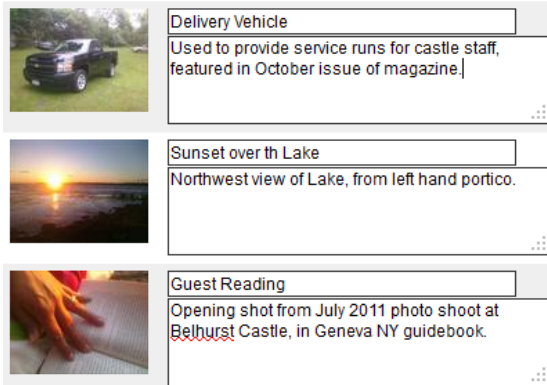 Delivery Vehicle
Used to provide service runs for castle staff,
featured in October issue of magazine.
Sunset over th Lake
Northwest view of Lake, from left hand portico.
Guest Reading
Opening shot from July 2011 photo shoot at
Belhurst Castle, in Geneva NY guidebook.